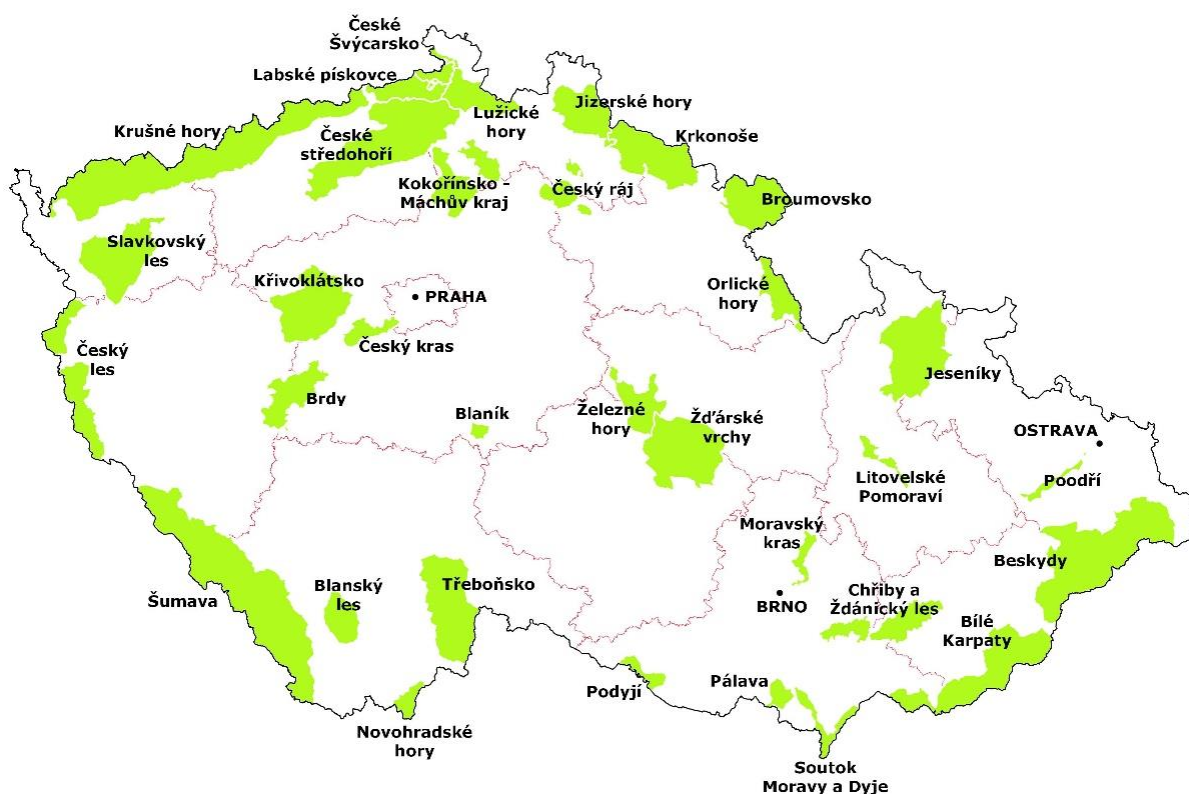 České
Švýcarsko
Labské pískovce
Krušné hory
České
středohoří
Lužické
hory
Jizerské hory
Krkonoše
Kokořínsko -
Máchův kraj
Český ráj
Broumovsko
Slavkovský
les
Křivoklátsko
PRAHA
Český kras
Orlické
hory
Český
les
Brdy
Blaník
Železné
hory
Žďárské
vrchy
Jeseníky
OSTRAVA
Litovelské
Pomoraví
Poodří
Moravský
kras
BRNO
Beskydy
Šumava
Blanský
les
Třeboňsko
Chřiby a
Ždánický les
Bílé
Karpaty
Podyjí
Pálava
Novohradské
hory
Soutok
Moravy a Dyje